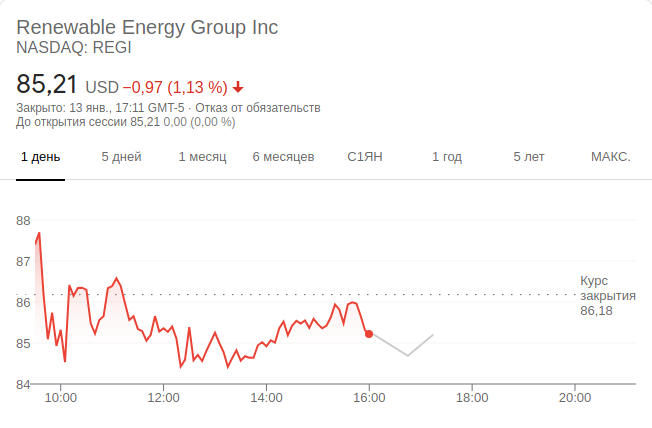 Renewable Energy Group Inc
NASDAQ: REGI
85,21 USD −0,97 (1,13 %)
Закрыто: 13 янв., 17:11 GMT-5 · Отказ от обязательств
До открытия сессии 85,21 0,00 (0,00 %)
1 день 5 дней 1 месяц 6 месяцев С1ЯН 1 год 5 лет МАКС.
88
87
86
85
84
Курс
закрытия
86,18
10:00 12:00 14:00 16:00 18:00 20:00